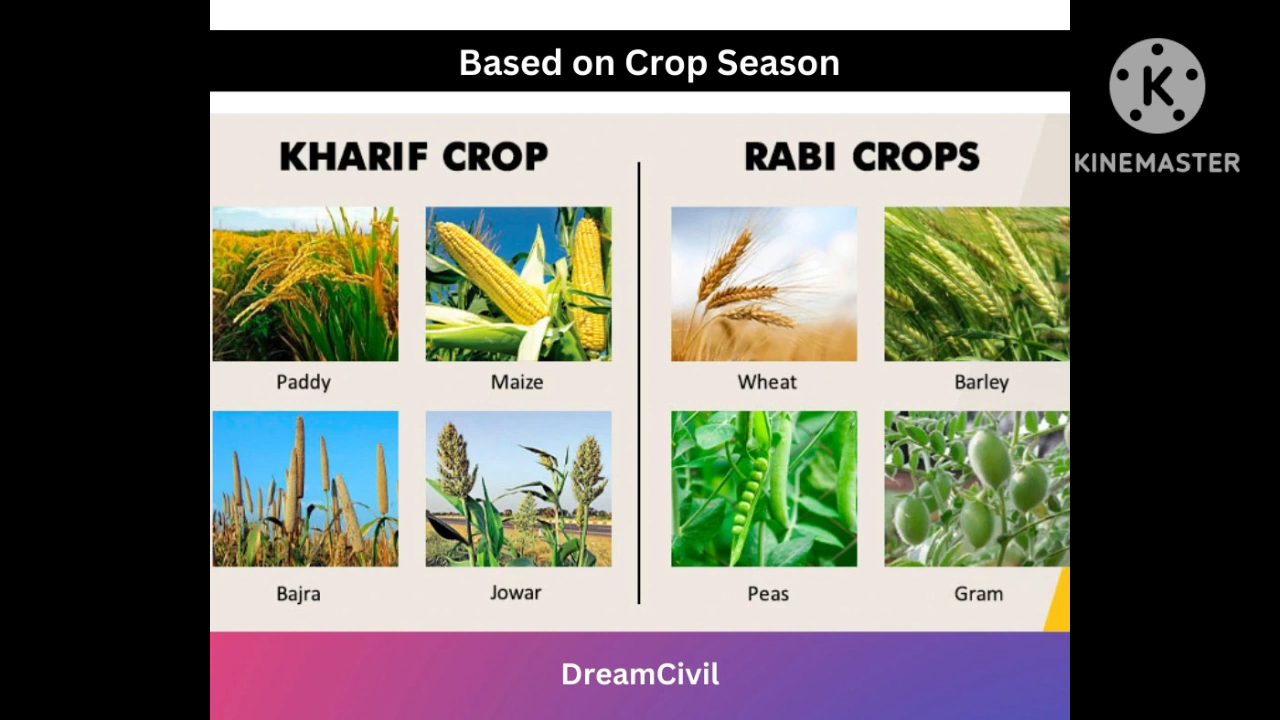 Based on Crop Season
KHARIF CROP
RABI CROPS
Paddy
Maize
Wheat
Barley
Bajra
Jowar
Peas
Gram
DreamCivil
K
KINEMASTER